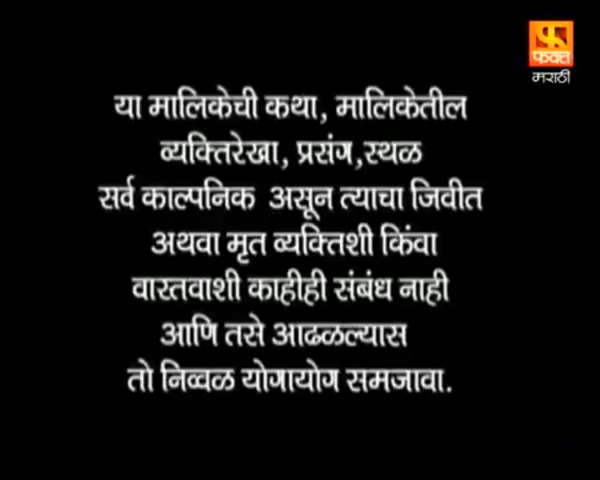 फक्त
मराठी
या मालिकेची कथा, मालिकेतील
व्यक्तिरेखा, प्रसंग,स्थळ
सर्व काल्पनिक असून त्याचा जिवीत
अथवा मृत व्यक्तिशी किंवा
वास्तवाशी काहीही संबंध नाही
आणि तसे आढळल्यास
तो निव्वळ योगायोग समजावा.